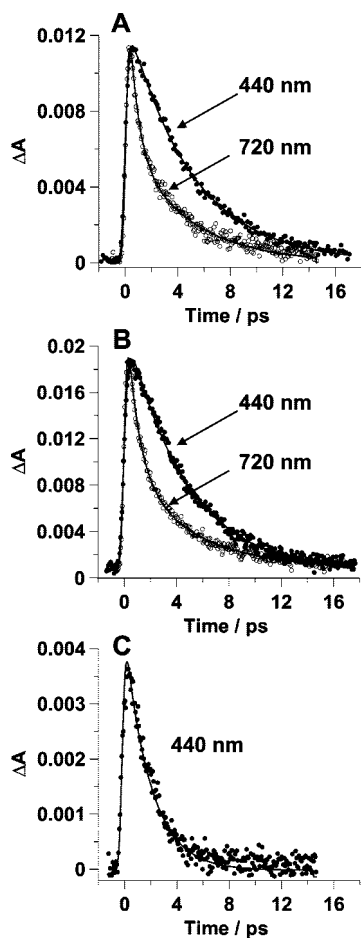 A
0.012
440 nm
0.008
720 nm
ΔA
0.004
0
0 4 8 12 16
Time / ps
B
0.02
0.016
440 nm
0.012
720 nm
ΔA
0.008
0.004
0
0 4 8 12 16
Time / ps
C
0.004
0.003
440 nm
ΔA
0.002
0.001
0
0 4 8 12 16
Time / ps